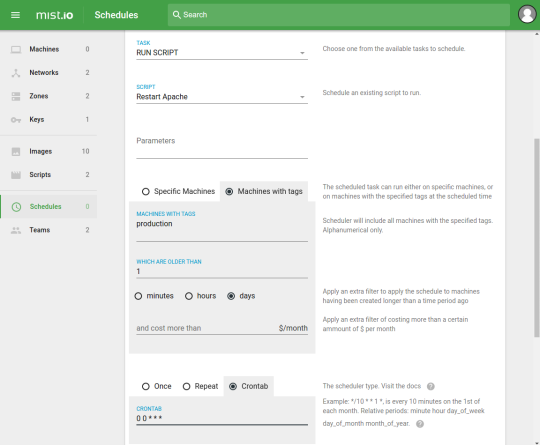 mist.io
Schedules
Search
Machines 0
Networks 2
Zones 2
Keys 1
Images 10
Scripts 2
Schedules 0
Teams 2
TASK
RUN SCRIPT
Choose one from the available tasks to schedule.
SCRIPT
Restart Apache
Schedule an existing script to run.
Parameters
Specific Machines
Machines with tags
The scheduled task can run either on specific machines, or
on machines with the specified tags at the scheduled time
MACHINES WITH TAGS
production
Scheduler will include all machines with the specified tags.
Alphanumerical only.
WHICH ARE OLDER THAN
1
minutes
hours
days
Apply an extra filter to apply the schedule to machines
having been created longer than a time period ago
and cost more than
$/month
Apply an extra filter of costing more than a certain
ammount of $ per month
Once
Repeat
Crontab
The scheduler type. Visit the docs ?
CRONTAB
0 0 * * *
Example: */10 * * 1 *, is every 10 minutes on the 1st of
each month. Relative periods: minute hour day_of_week
day_of_month month_of_year. ?